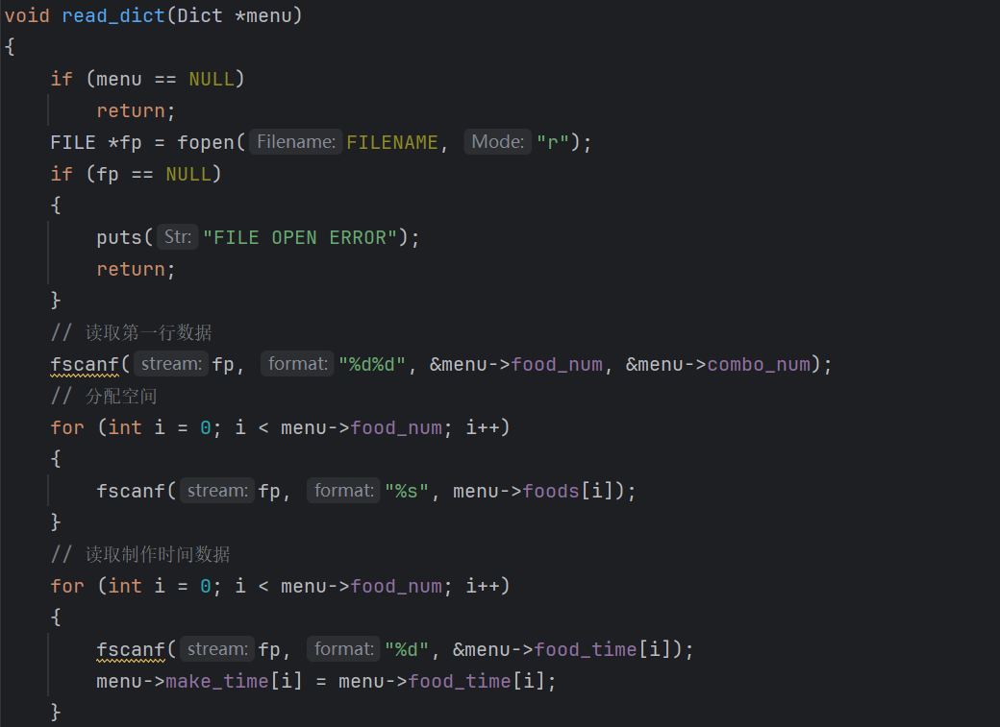 void read_dict(Dict *menu)
{
if (menu == NULL)
return;
FILE *fp = fopen( Filename: FILENAME, Mode: "r");
if (fp == NULL)
{
puts( Str: "FILE OPEN ERROR");
return;
}
// 读取第一行数据
fscanf( stream: fp, format: "%d%d", &menu->food_num, &menu->combo_num);
// 分配空间
for (int i = 0; i < menu->food_num; i++)
{
fscanf( stream: fp, format: "%s", menu->foods[i]);
}
// 读取制作时间数据
for (int i = 0; i < menu->food_num; i++)
{
fscanf( stream: fp, format: "%d", &menu->food_time[i]);
menu->make_time[i] = menu->food_time[i];
}